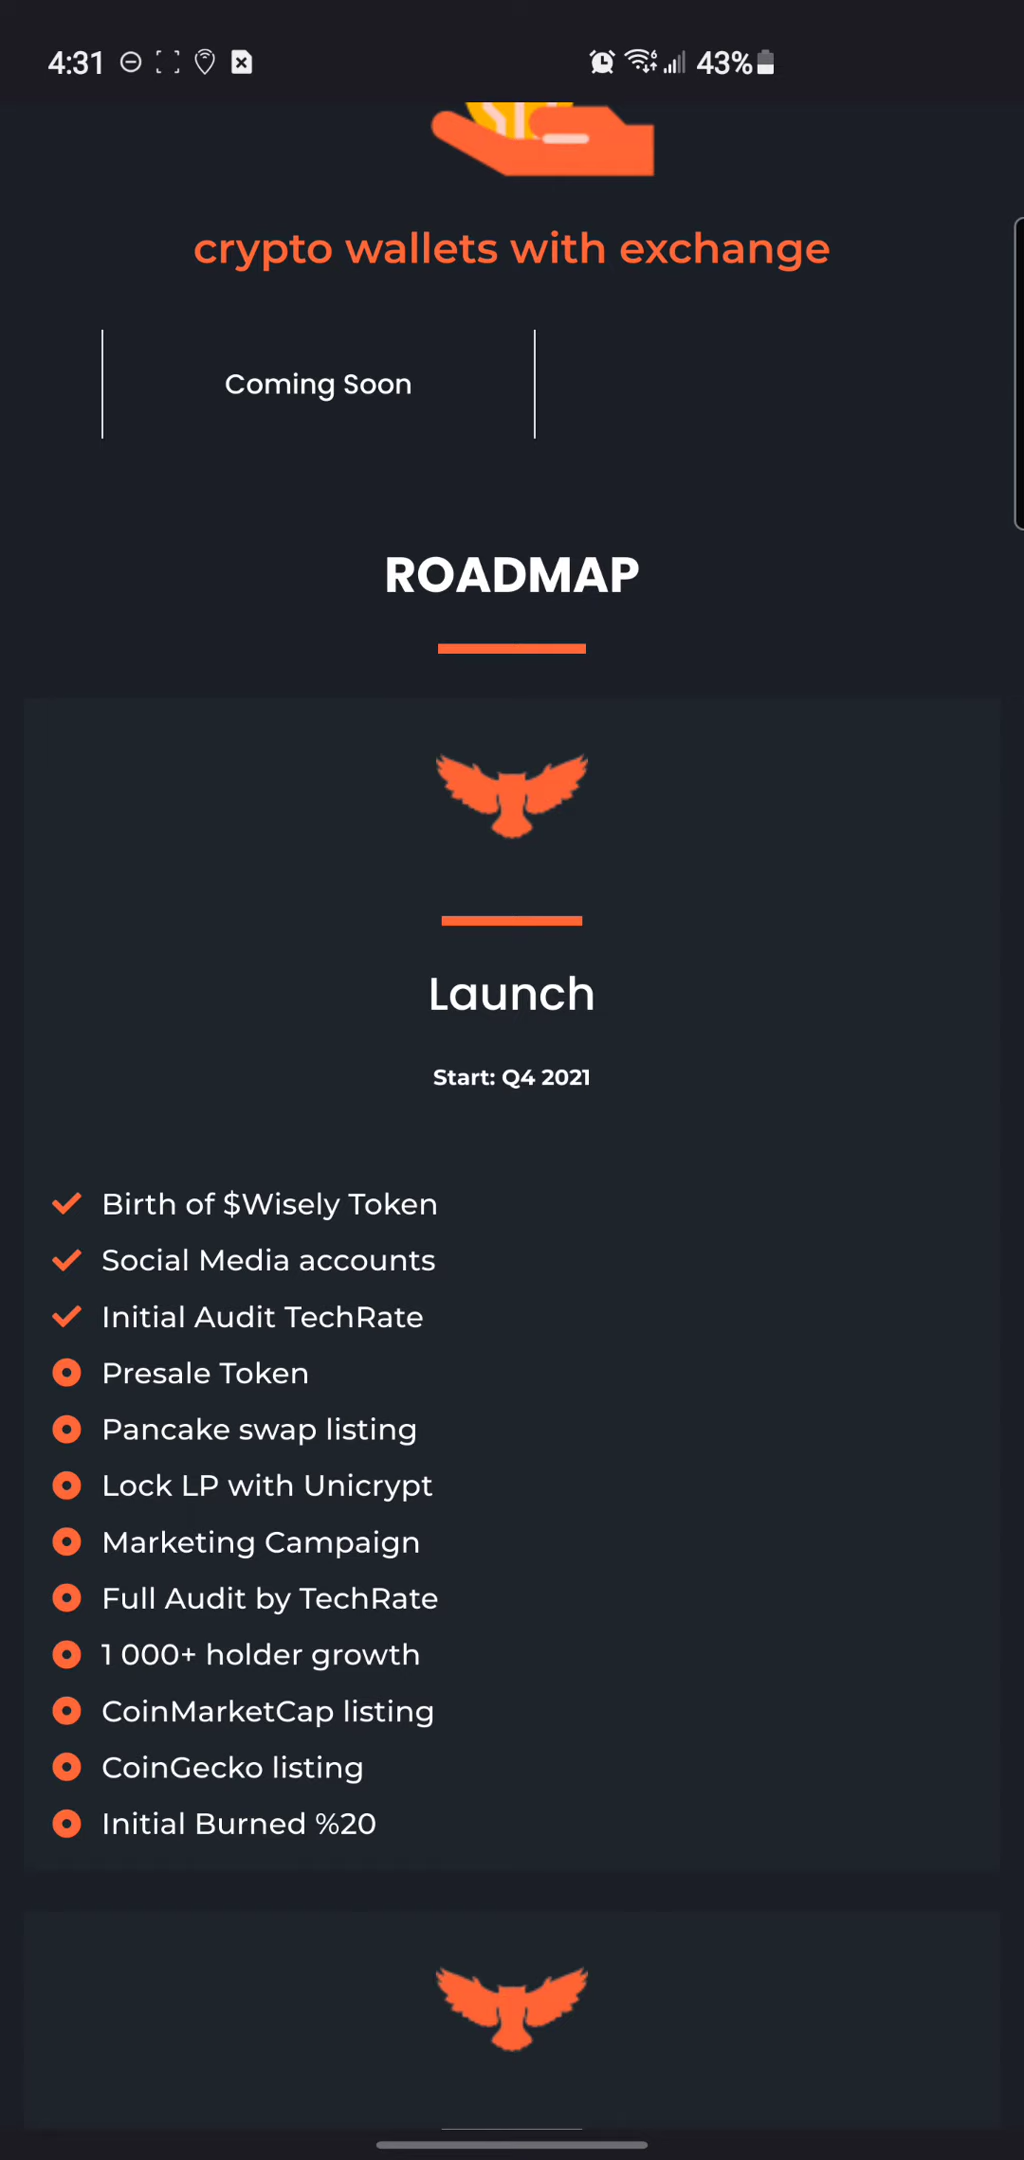 4:31
43%
crypto wallets with exchange
Coming Soon
ROADMAP
Launch
Start: Q4 2021
Birth of $Wisely Token
Social Media accounts
Initial Audit TechRate
Presale Token
Pancake swap listing
Lock LP with Unicrypt
Marketing Campaign
Full Audit by TechRate
1 000+ holder growth
CoinMarketCap listing
CoinGecko listing
Initial Burned %20